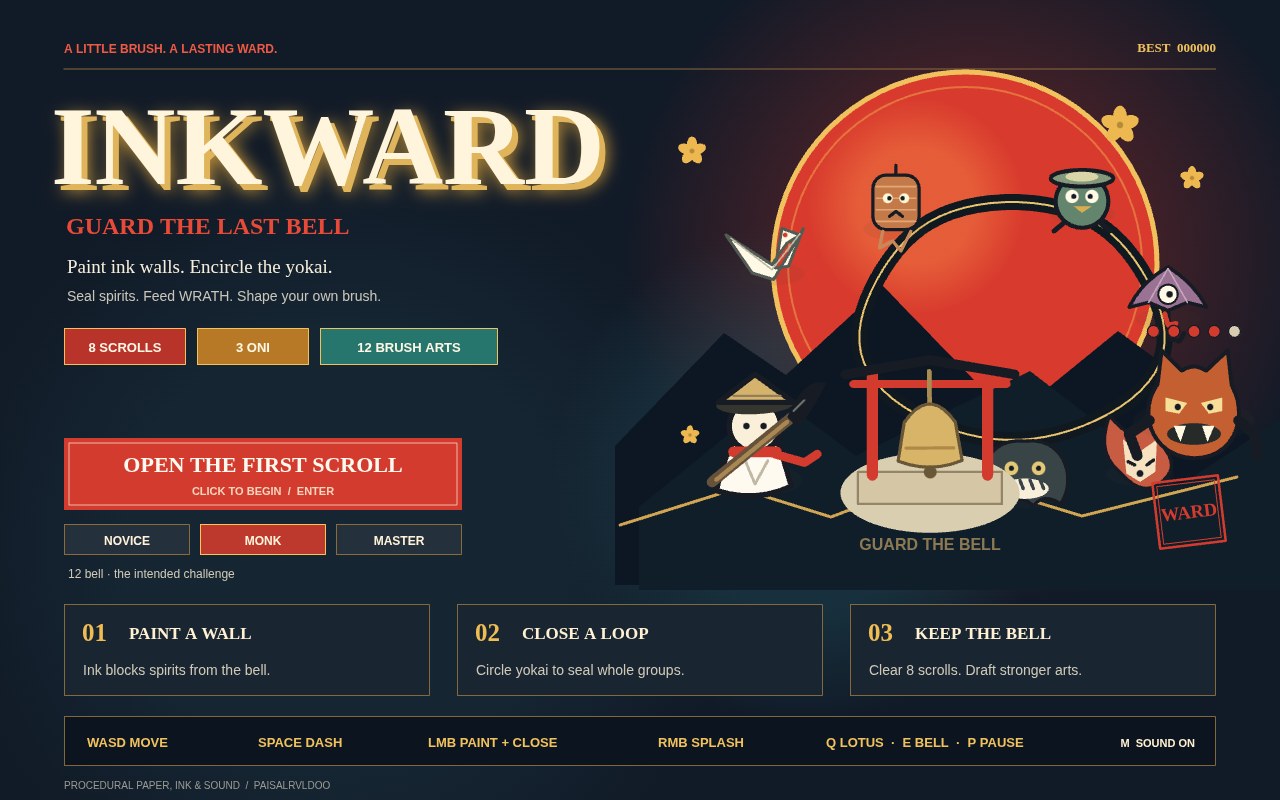 A LITTLE BRUSH. A LASTING WARD.
BEST 000000
INKWARD
GUARD THE LAST BELL
Paint ink walls. Encircle the yokai.
Seal spirits. Feed WRATH. Shape your own brush.
8 SCROLLS
3 ONI
12 BRUSH ARTS
OPEN THE FIRST SCROLL
CLICK TO BEGIN / ENTER
NOVICE
MONK
MASTER
12 bell · the intended challenge
WARD
GUARD THE BELL
01 PAINT A WALL
Ink blocks spirits from the bell.
02 CLOSE A LOOP
Circle yokai to seal whole groups.
03 KEEP THE BELL
Clear 8 scrolls. Draft stronger arts.
WASD MOVE
SPACE DASH
LMB PAINT + CLOSE
RMB SPLASH
Q LOTUS · E BELL · P PAUSE
M SOUND ON
PROCEDURAL PAPER, INK & SOUND / PAISALRVLDOO